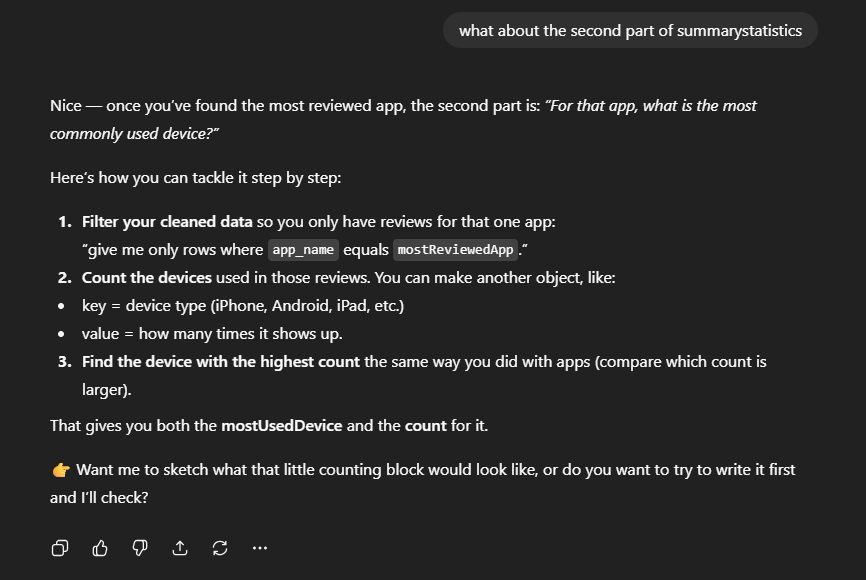 what about the second part of summarystatistics
Nice — once you’ve found the most reviewed app, the second part is: “For that app, what is the most
commonly used device?”
Here’s how you can tackle it step by step:
1. Filter your cleaned data so you only have reviews for that one app:
“give me only rows where app_name equals mostReviewedApp.”
2. Count the devices used in those reviews. You can make another object, like:
• key = device type (iPhone, Android, iPad, etc.)
• value = how many times it shows up.
3. Find the device with the highest count the same way you did with apps (compare which count is
larger).
That gives you both the mostUsedDevice and the count for it.
👉 Want me to sketch what that little counting block would look like, or do you want to try to write it first
and I’ll check?